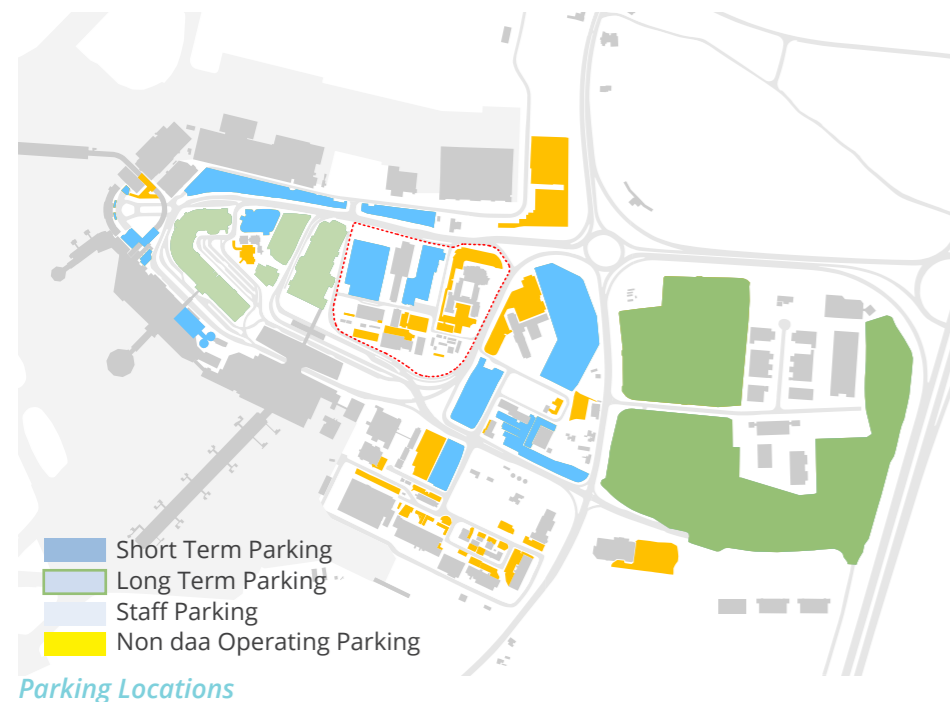 Short Term Parking
Long Term Parking
Staff Parking
Non daa Operating Parking
Parking Locations